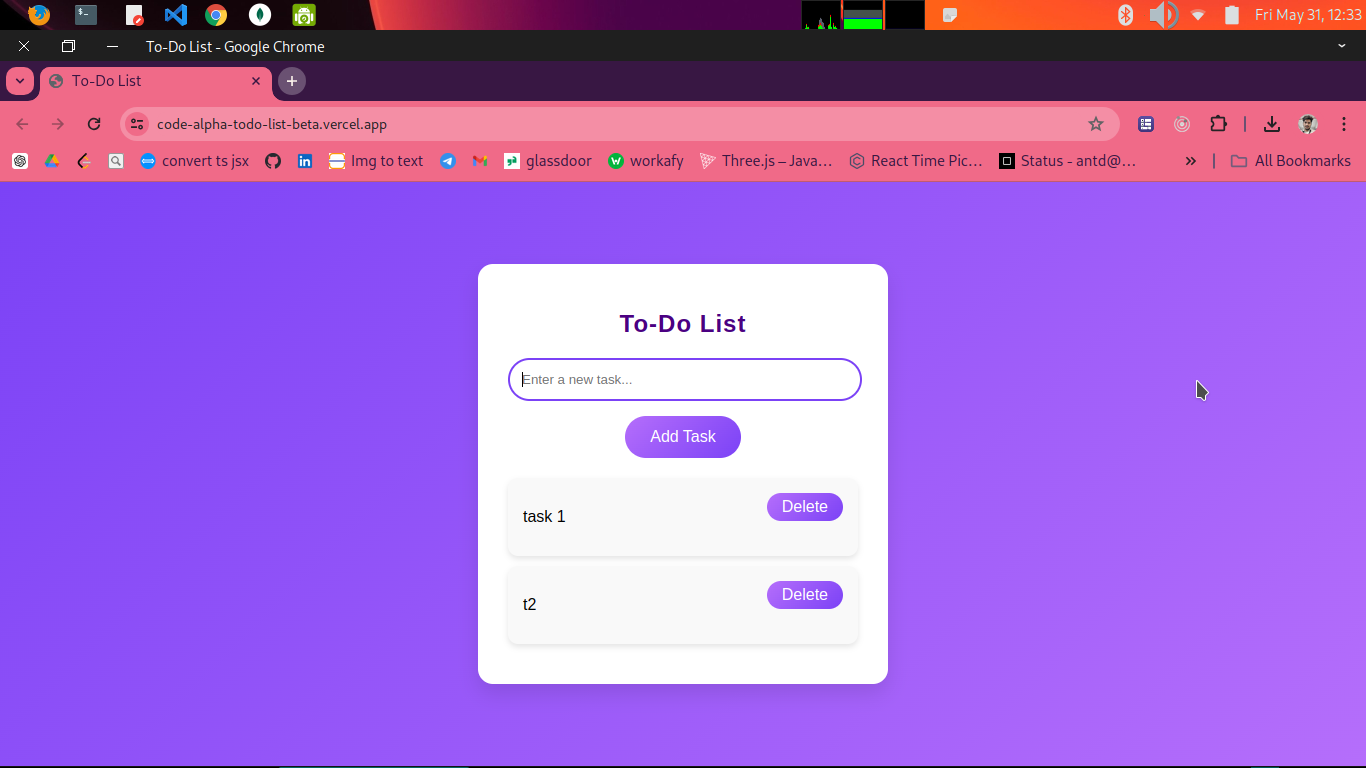 Fri May 31, 12:33
To-Do List - Google Chrome
To-Do List
code-alpha-todo-list-beta.vercel.app
convert ts jsx Img to text glassdoor workafy Three.js – Java… React Time Pic… Status - antd@… » All Bookmarks
To-Do List
Enter a new task...
Add Task
task 1
Delete
t2
Delete